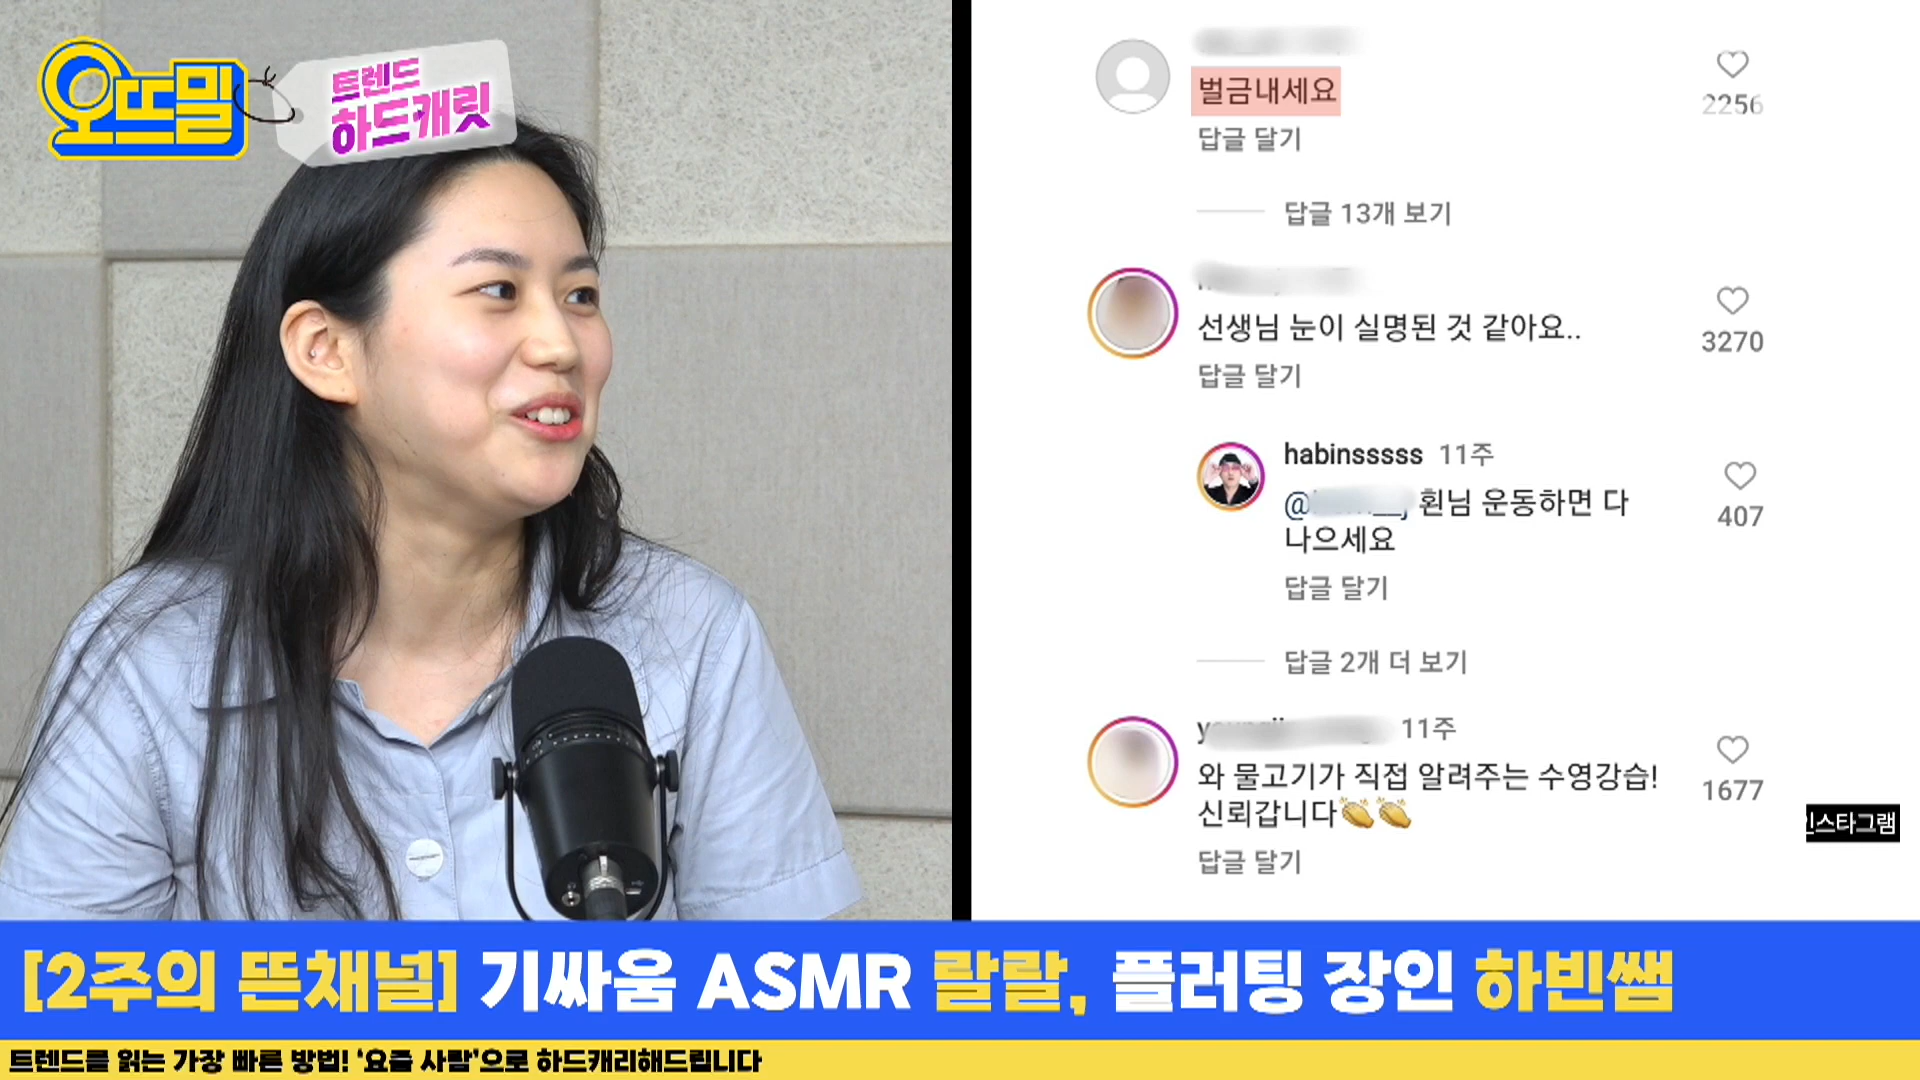 오뜨밀
트렌드
하드캐릿
벌금내세요
2256
답글 달기
답글 13개 보기
선생님 눈이 실명된 것 같아요..
3270
답글 달기
habinsssss 11주
@ 횐님 운동하면 다
나으세요
407
답글 달기
답글 2개 더 보기
11주
와 물고기가 직접 알려주는 수영강습!
신뢰갑니다👏👏
1677
답글 달기
인스타그램
[2주의 뜬채널] 기싸움 ASMR 랄랄, 플러팅 장인 하빈쌤
트렌드를 읽는 가장 빠른 방법! ‘요즘 사람’으로 하드캐리해드립니다